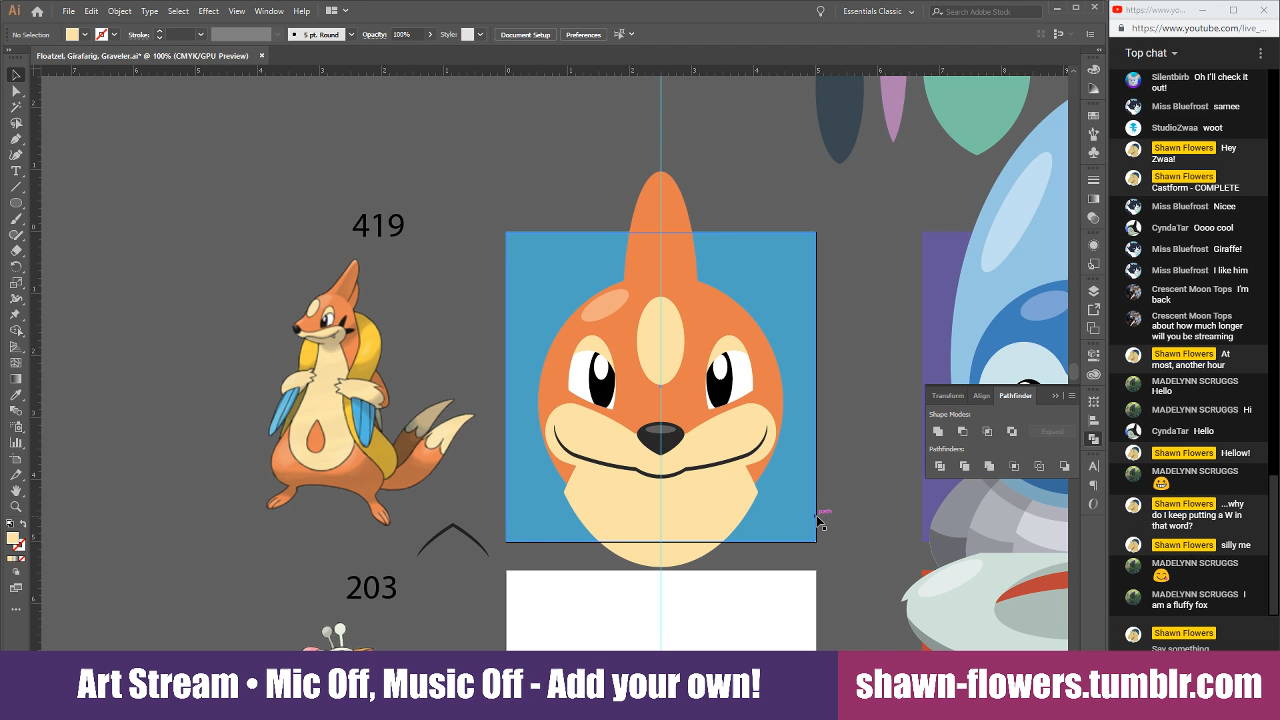 Ai
File Edit Object Type Select Effect View Window Help
Essentials Classic
Search Adobe Stock
No Selection
Stroke:
5 pt. Round
Opacity: 100%
Style:
Document Setup
Preferences
Floatzel, Girafarig, Graveler.ai* @ 100% (CMYK/GPU Preview)
419
203
path
Transform Align Pathfinder
Shape Modes:
Expand
Pathfinders:
https://www.yo...
https://www.youtube.com/live_...
Top chat
Silentbirb Oh I'll check it
out!
Miss Bluefrost samee
StudioZwaa woot
Shawn Flowers Hey
Zwaa!
Shawn Flowers
Castform - COMPLETE
Miss Bluefrost Nicee
CyndaTar Oooo cool
Miss Bluefrost Giraffe!
Miss Bluefrost I like him
Crescent Moon Tops I'm
back
Crescent Moon Tops
about how much longer
will you be streaming
Shawn Flowers At
most, another hour
MADELYNN SCRUGGS
Hello
MADELYNN SCRUGGS Hi
CyndaTar Hello
Shawn Flowers Hellow!
MADELYNN SCRUGGS
Shawn Flowers ...why
do I keep putting a W in
that word?
Shawn Flowers silly me
MADELYNN SCRUGGS
MADELYNN SCRUGGS I
am a fluffy fox
Shawn Flowers
Say something...
Art Stream • Mic Off, Music Off - Add your own!
shawn-flowers.tumblr.com